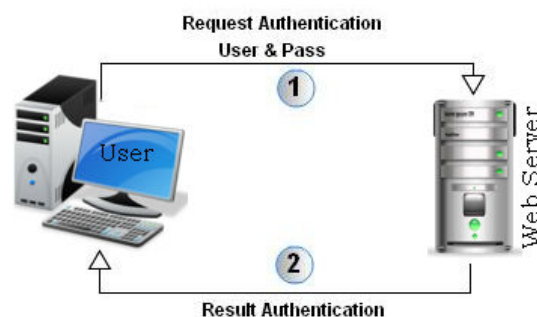 Request Authentication
User & Pass
1
User
Web Server
2
Result Authentication